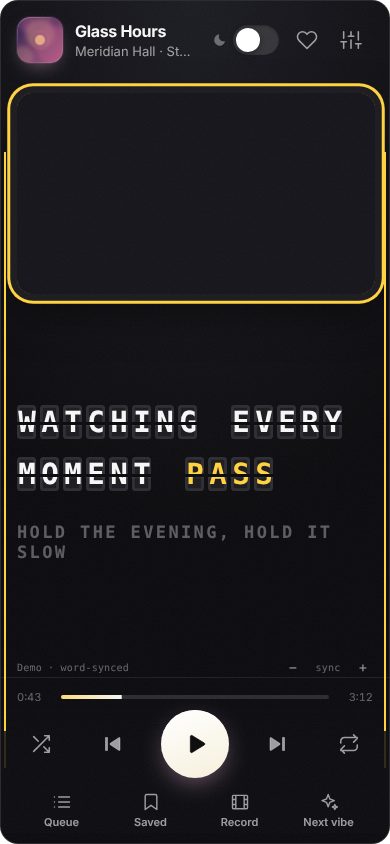 Glass Hours
Meridian Hall · St...
WATCHING EVERY
MOMENT PASS
HOLD THE EVENING, HOLD IT
SLOW
Demo · word-synced
− sync +
0:43
3:12
Queue
Saved
Record
Next vibe